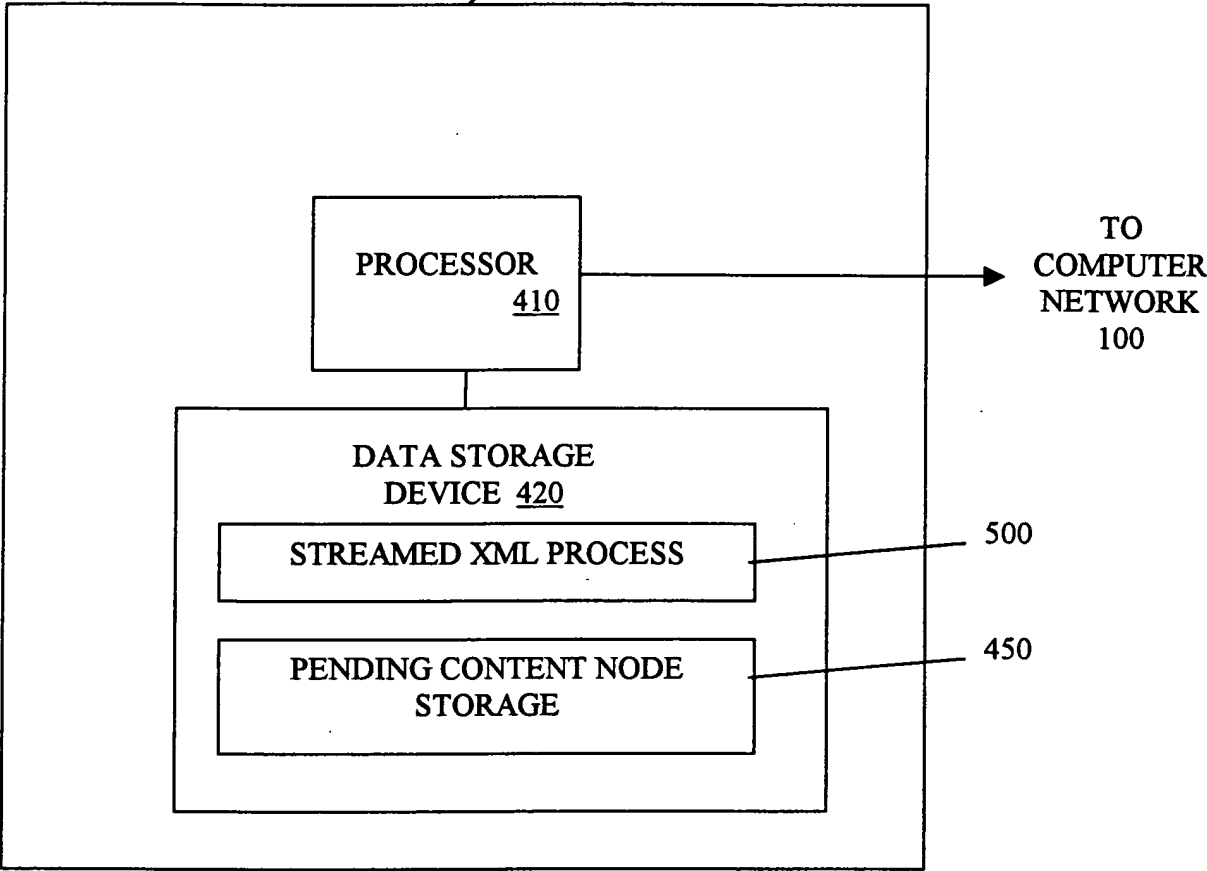 PROCESSOR
410
TO
COMPUTER
NETWORK
100
DATA STORAGE
DEVICE 420
STREAMED XML PROCESS
500
PENDING CONTENT NODE
STORAGE
450